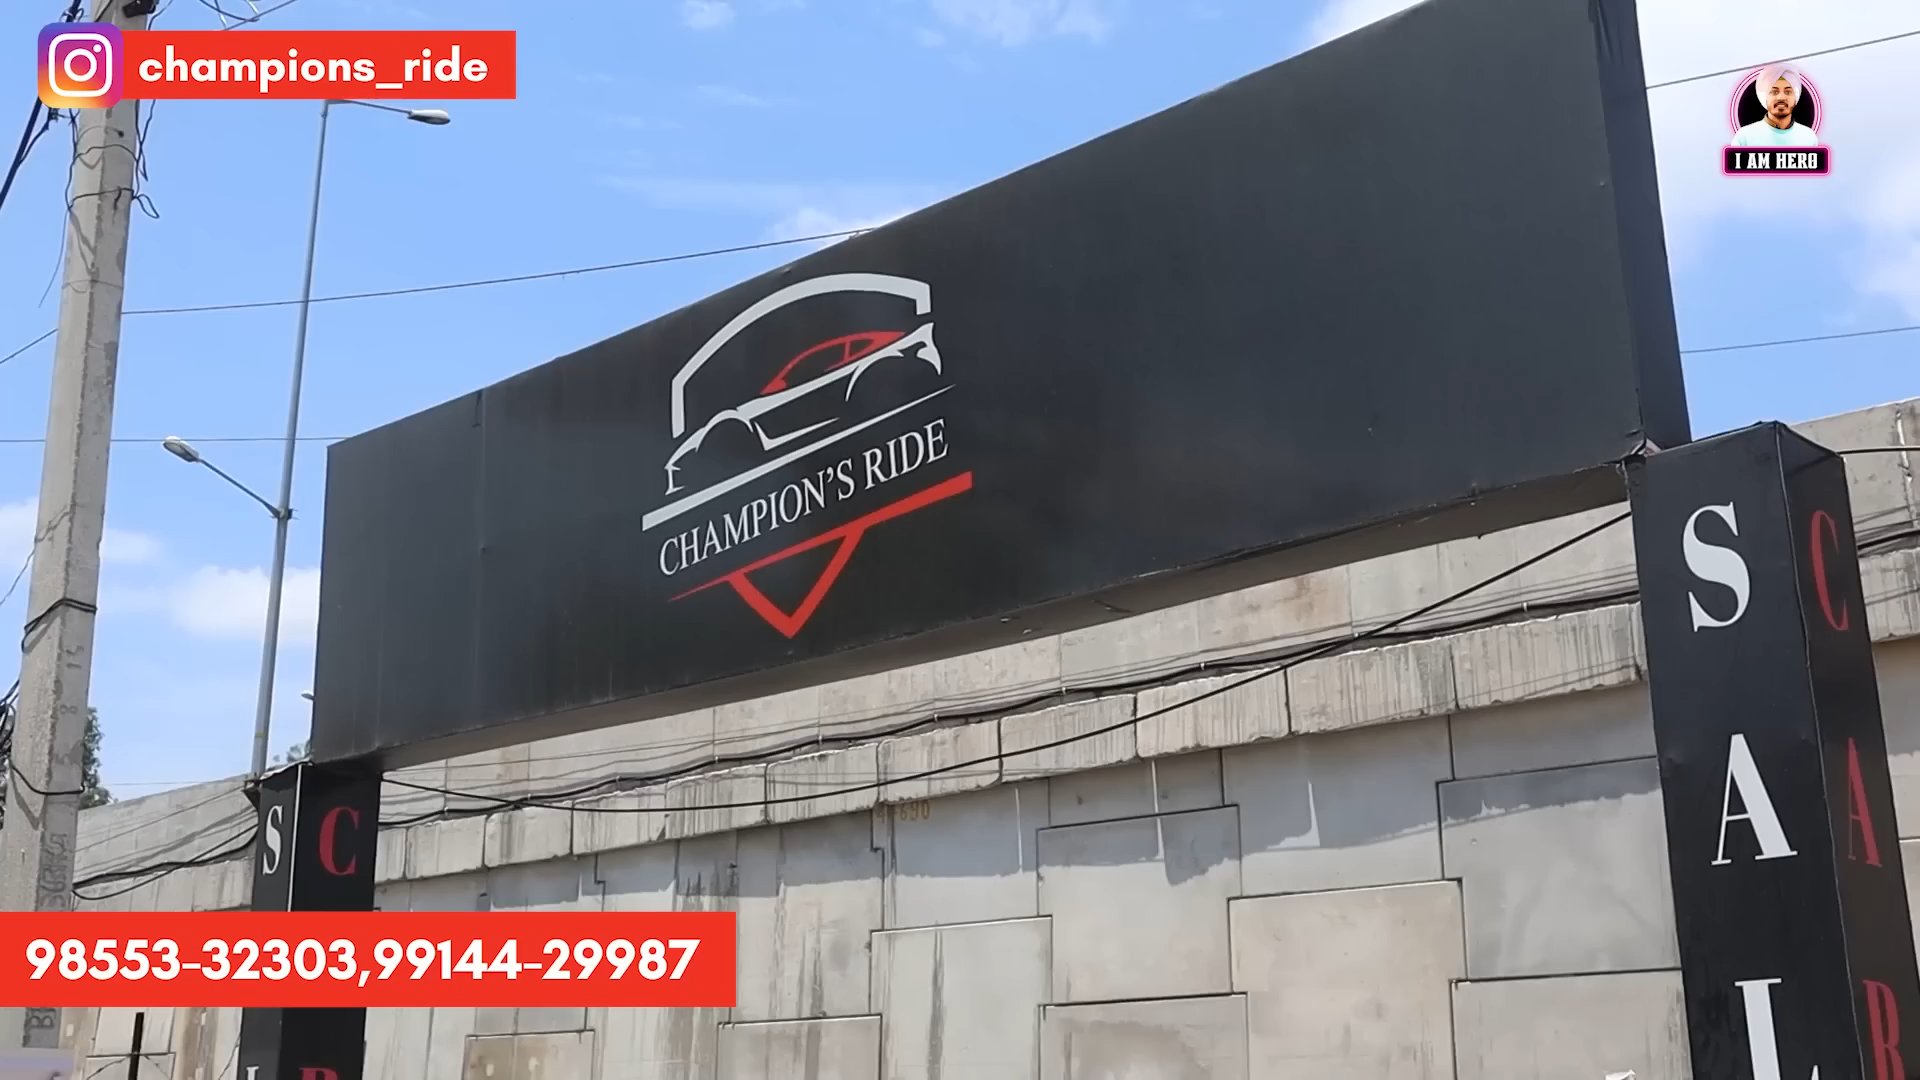 champions_ride
I AM HERO
CHAMPION'S RIDE
S
A
L
C
A
R
S
C
98553-32303,99144-29987